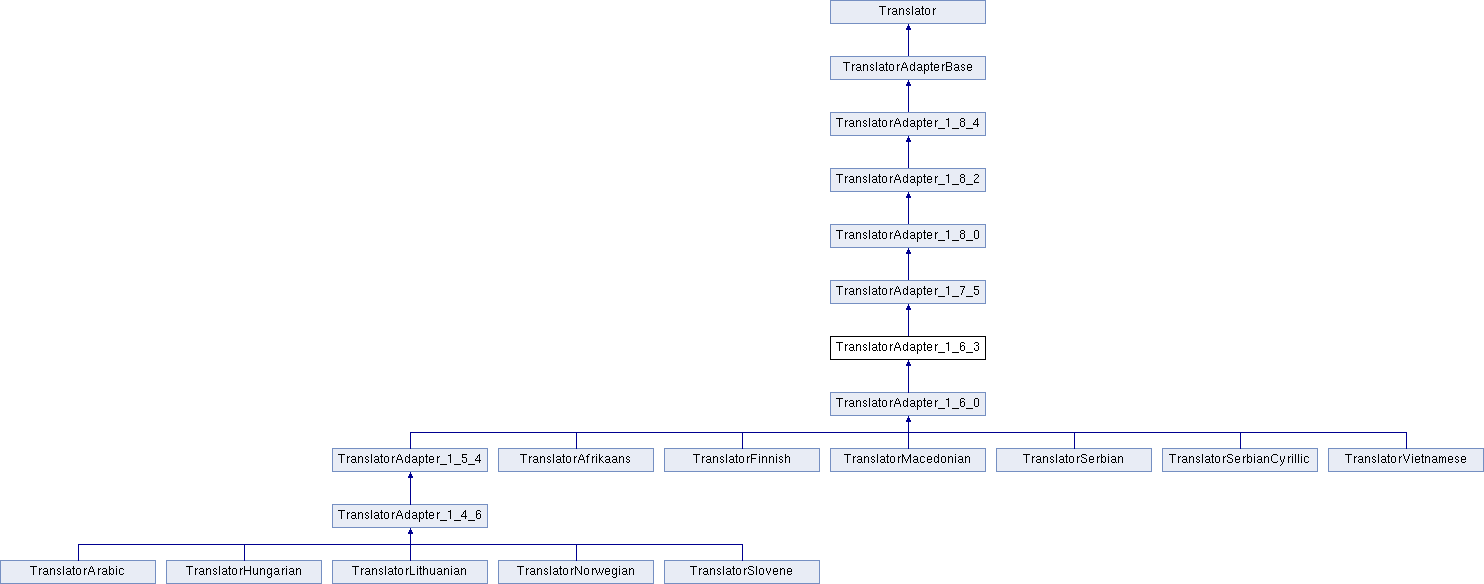 Translator
TranslatorAdapterBase
TranslatorAdapter_1_8_4
TranslatorAdapter_1_8_2
TranslatorAdapter_1_8_0
TranslatorAdapter_1_7_5
TranslatorAdapter_1_6_3
TranslatorAdapter_1_6_0
TranslatorAdapter_1_5_4
TranslatorAfrikaans
TranslatorFinnish
TranslatorMacedonian
TranslatorSerbian
TranslatorSerbianCyrillic
TranslatorVietnamese
TranslatorAdapter_1_4_6
TranslatorArabic
TranslatorHungarian
TranslatorLithuanian
TranslatorNorwegian
TranslatorSlovene